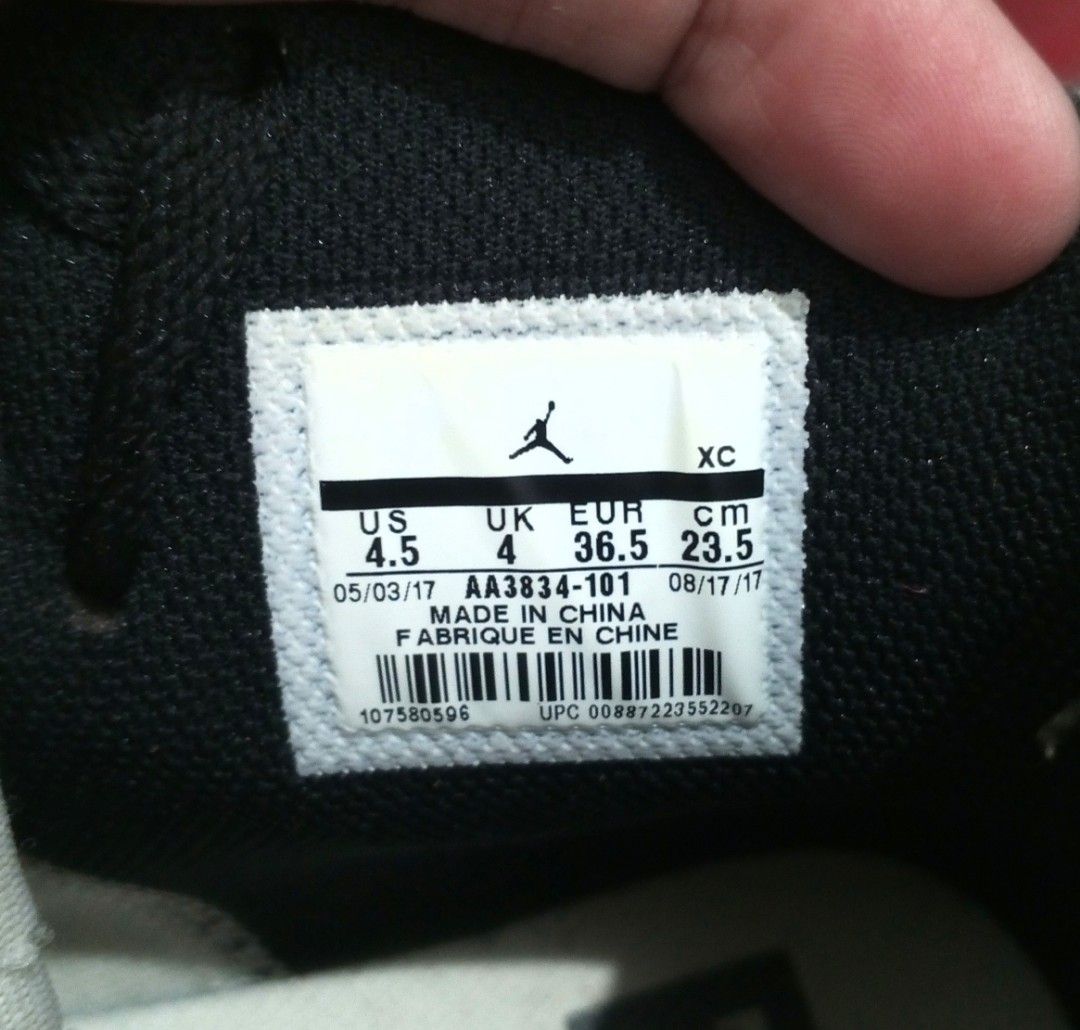 XC
US UK EUR cm
4.5 4 36.5 23.5
05/03/17 AA3834-101 08/17/17
MADE IN CHINA
FABRIQUE EN CHINE
107580596 UPC 00887223552207